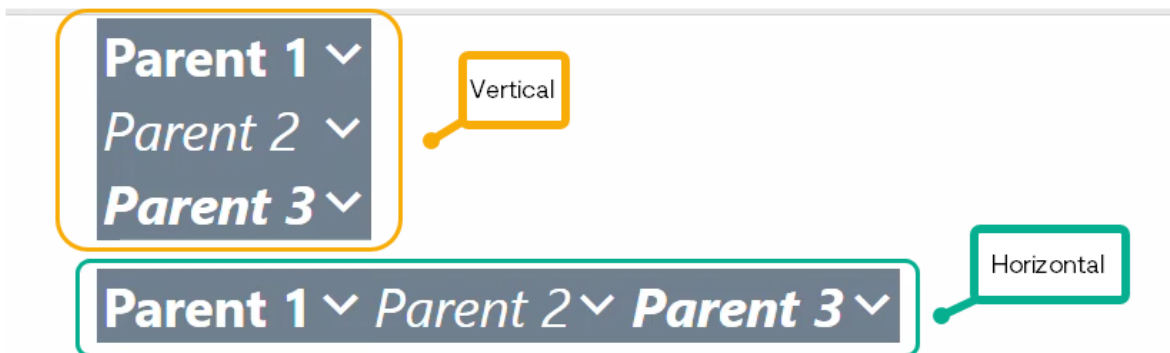 Parent 1
Vertical
Parent 2
Parent 3
Horizontal
Parent 1 Parent 2 Parent 3